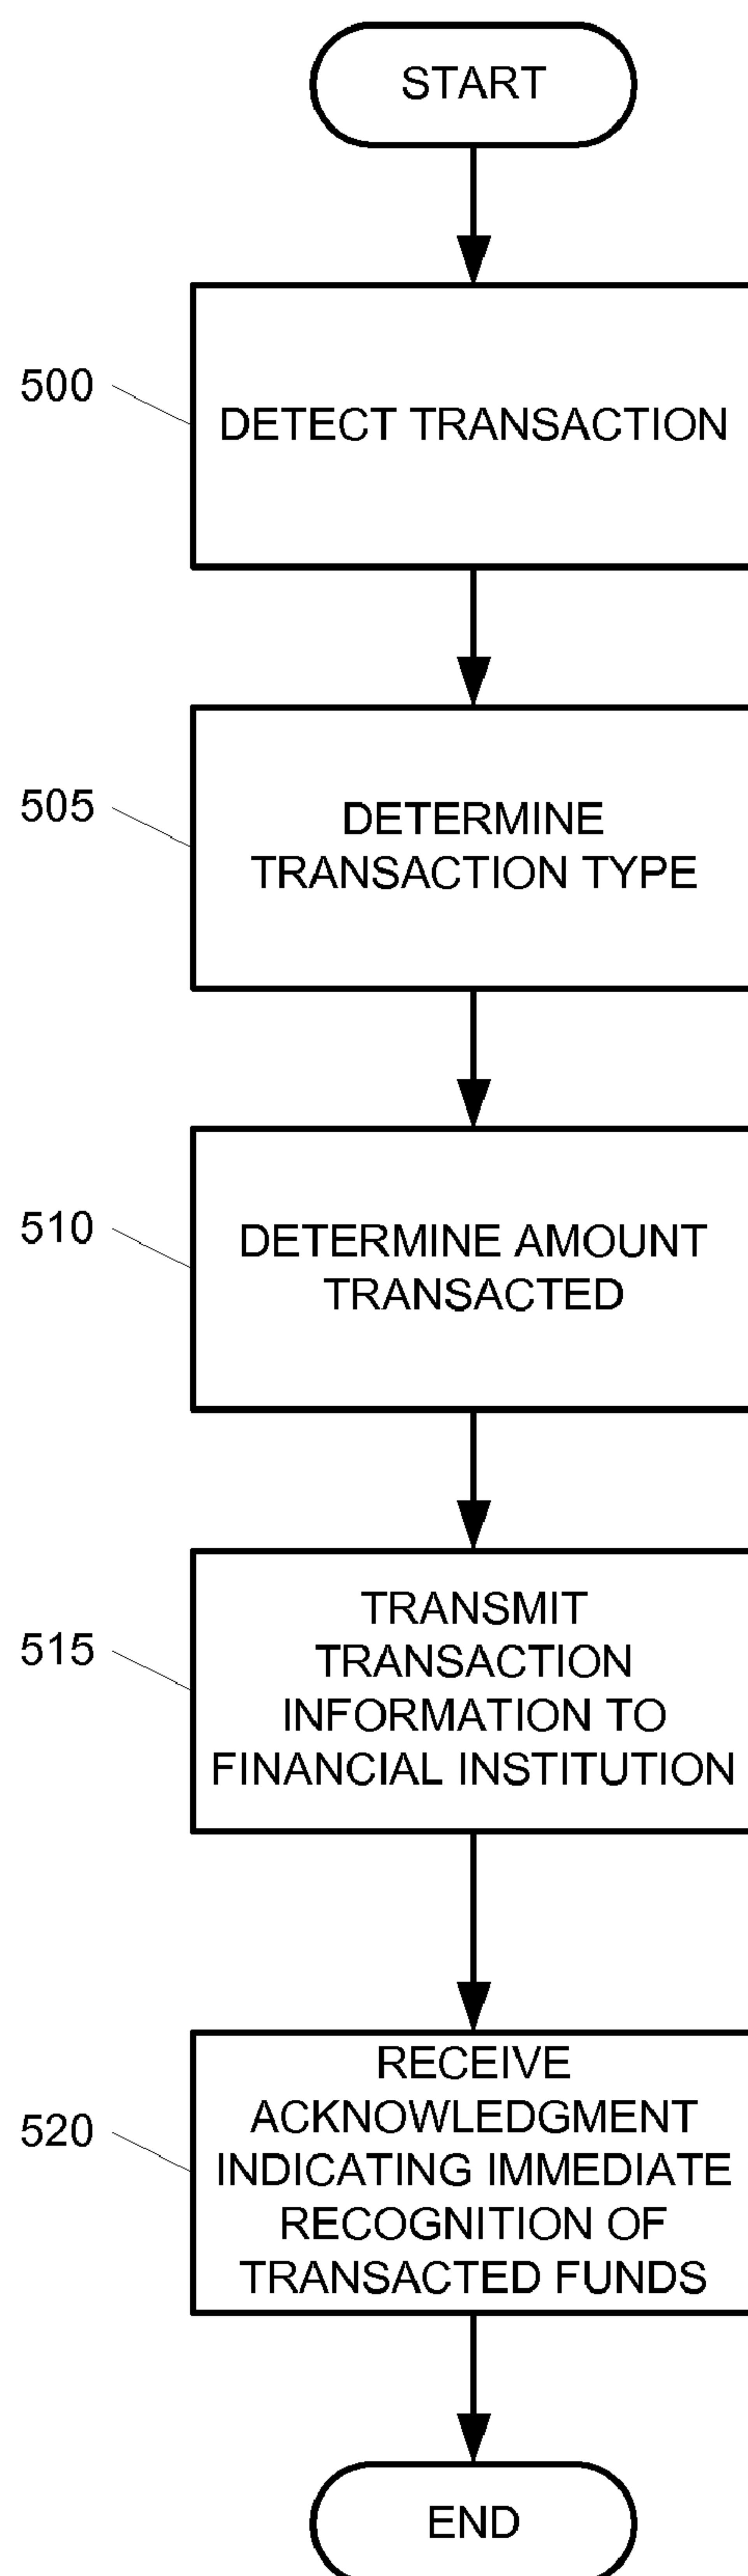 START
500
DETECT TRANSACTION
505
DETERMINE
TRANSACTION TYPE
510
DETERMINE AMOUNT
TRANSACTED
515
TRANSMIT
TRANSACTION
INFORMATION TO
FINANCIAL INSTITUTION
520
RECEIVE
ACKNOWLEDGMENT
INDICATING IMMEDIATE
RECOGNITION OF
TRANSACTED FUNDS
END